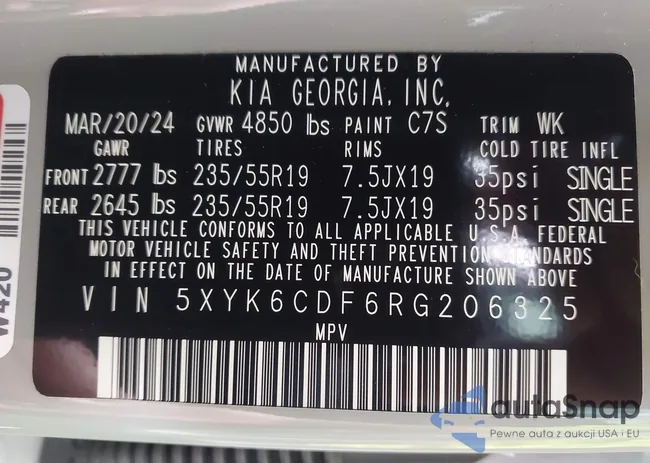 MANUFACTURED BY
KIA GEORGIA, INC.
MAR/20/24 GVWR 4850 lbs PAINT C7S TRIM WK
GAWR TIRES RIMS COLD TIRE INFL
FRONT 2777 lbs 235/55R19 7.5JX19 35psi SINGLE
REAR 2645 lbs 235/55R19 7.5JX19 35psi SINGLE
THIS VEHICLE CONFORMS TO ALL APPLICABLE U.S.A. FEDERAL
MOTOR VEHICLE SAFETY AND THEFT PREVENTION STANDARDS
IN EFFECT ON THE DATE OF MANUFACTURE SHOWN ABOVE
VIN 5XYK6CDF6RG206325
MPV
W420
autaSnap
Pewne auta z aukcji USA i EU